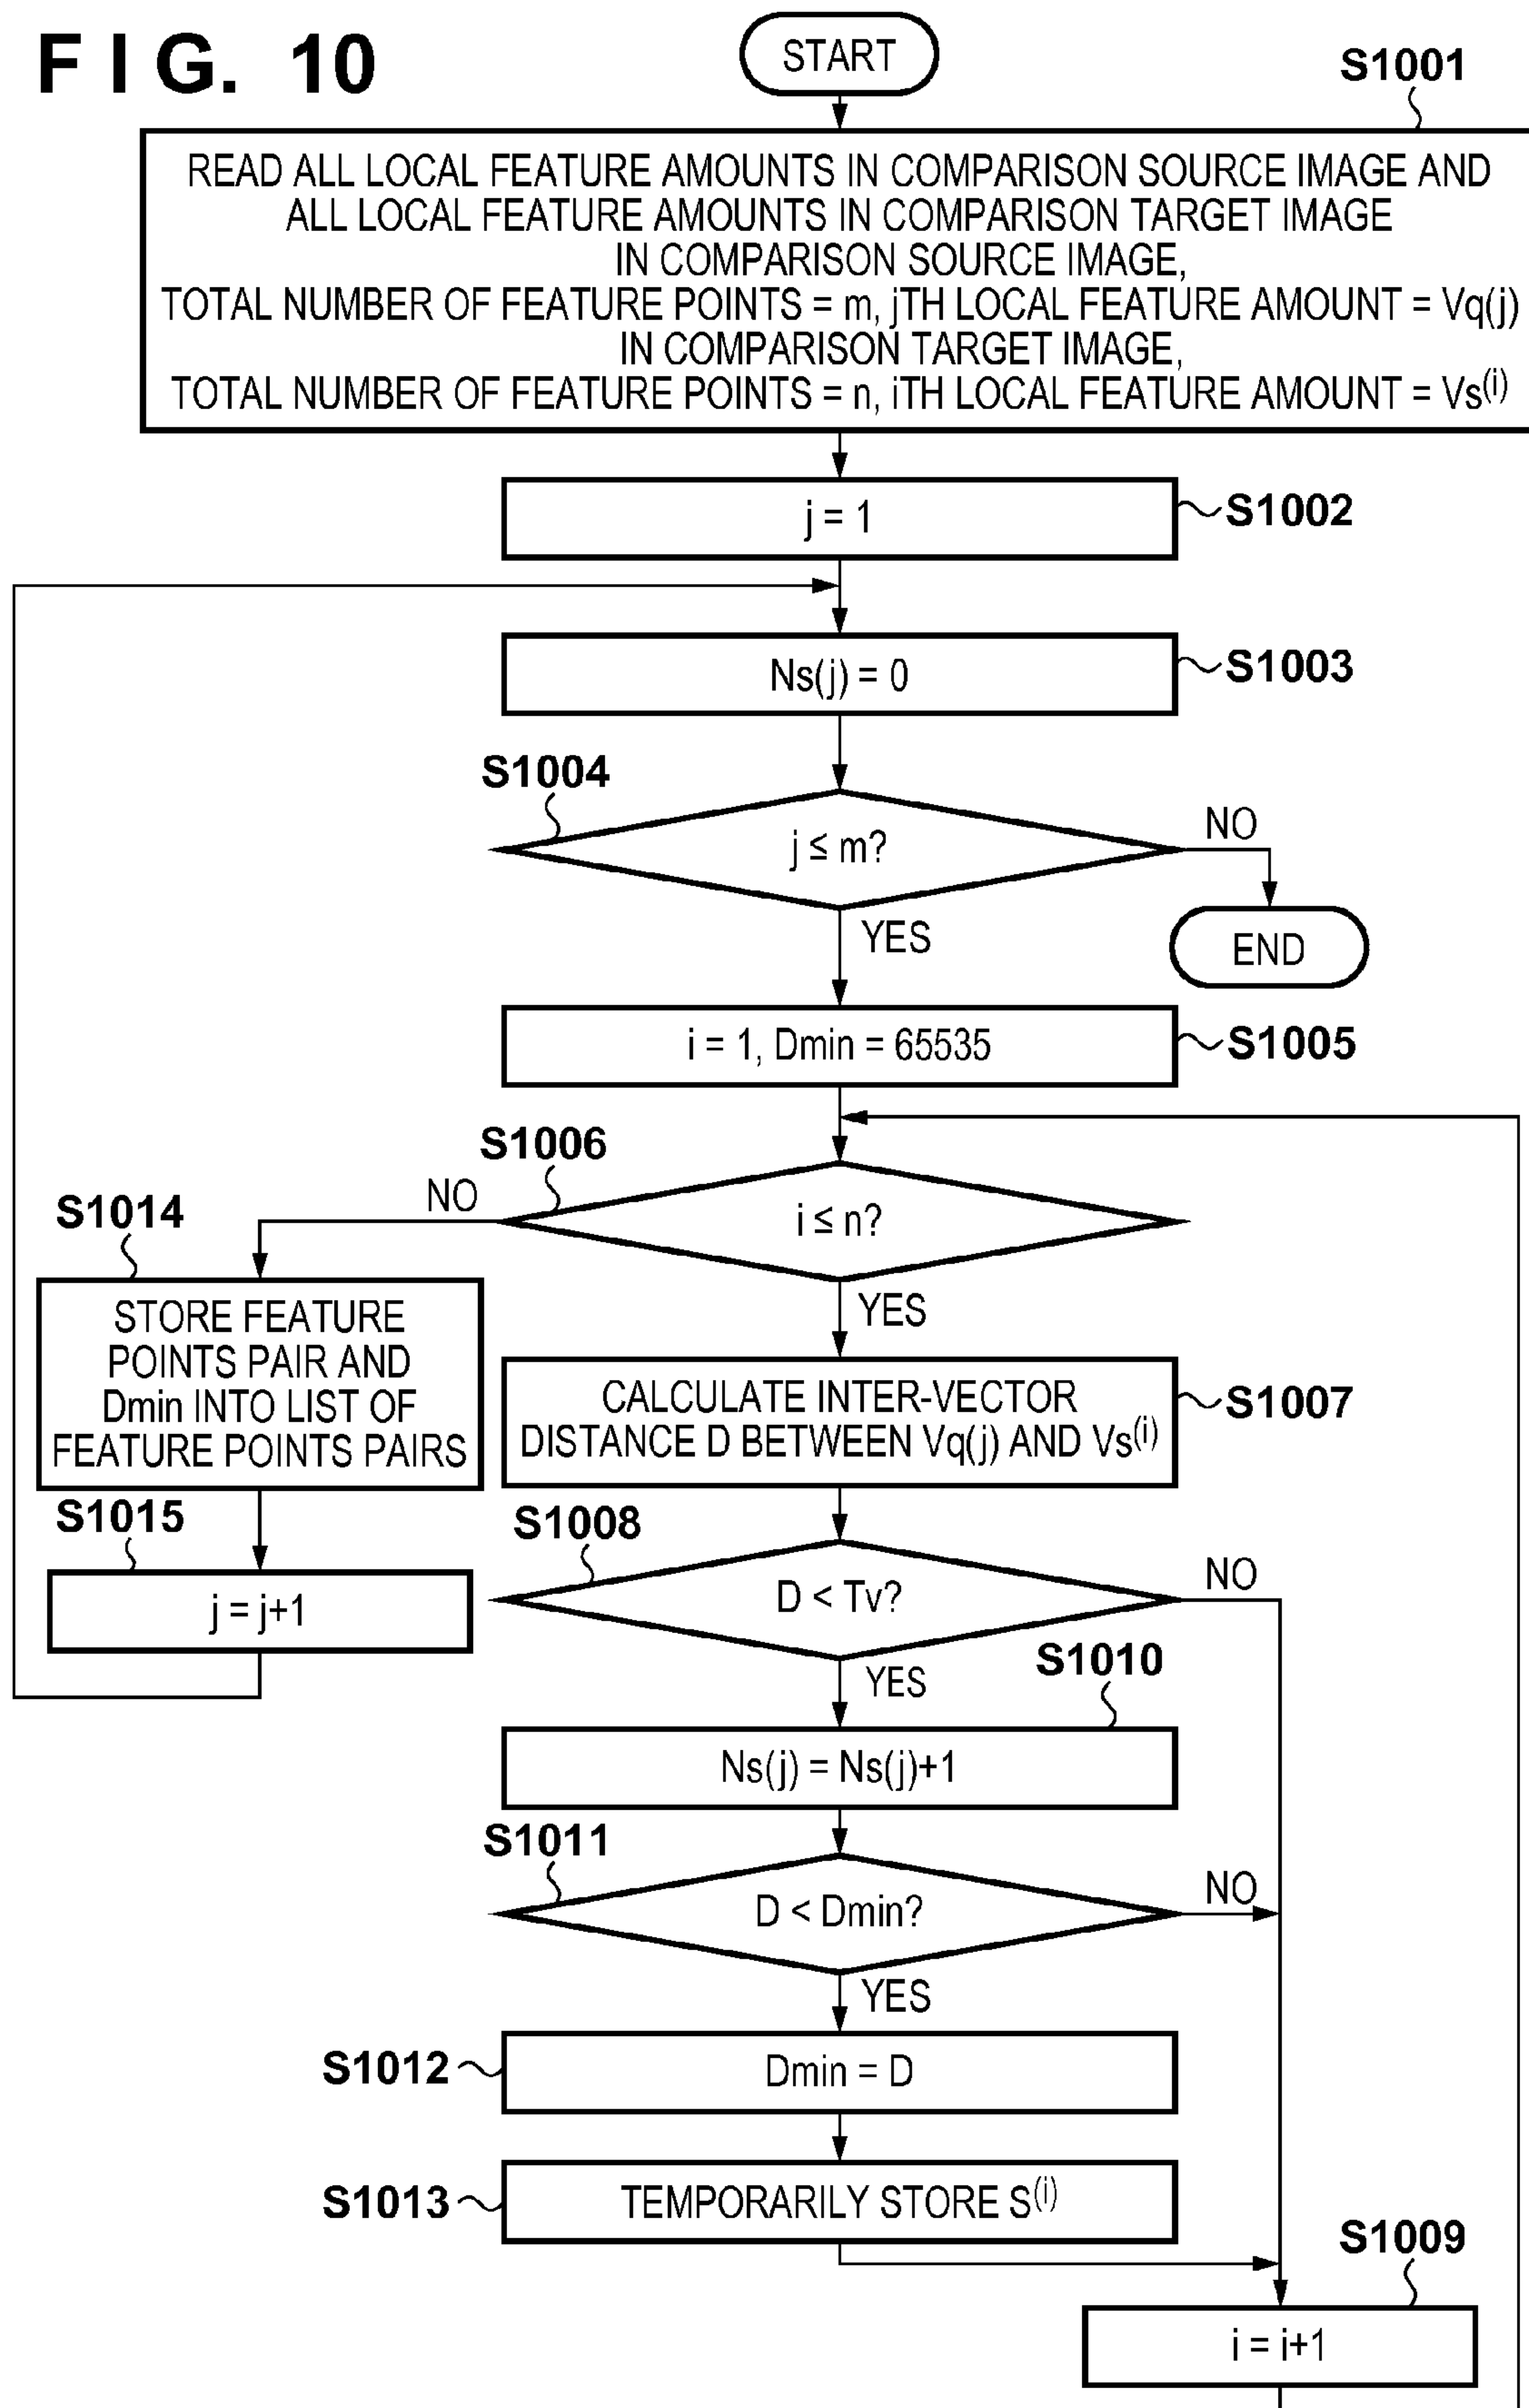 FIG. 10
START
S1001
READ ALL LOCAL FEATURE AMOUNTS IN COMPARISON SOURCE IMAGE AND
ALL LOCAL FEATURE AMOUNTS IN COMPARISON TARGET IMAGE
IN COMPARISON SOURCE IMAGE,
TOTAL NUMBER OF FEATURE POINTS = m, jTH LOCAL FEATURE AMOUNT = Vq(j)
IN COMPARISON TARGET IMAGE,
TOTAL NUMBER OF FEATURE POINTS = n, iTH LOCAL FEATURE AMOUNT = Vs(i)
j = 1
S1002
Ns(j) = 0
S1003
S1004
j ≤ m?
NO
YES
END
i = 1, Dmin = 65535
S1005
S1006
i ≤ n?
NO
YES
S1014
STORE FEATURE
POINTS PAIR AND
Dmin INTO LIST OF
FEATURE POINTS PAIRS
CALCULATE INTER-VECTOR
DISTANCE D BETWEEN Vq(j) AND Vs(i)
S1007
S1015
j = j+1
S1008
D < Tv?
NO
YES
S1010
Ns(j) = Ns(j)+1
S1011
D < Dmin?
NO
YES
S1012
Dmin = D
S1013
TEMPORARILY STORE S(i)
S1009
i = i+1